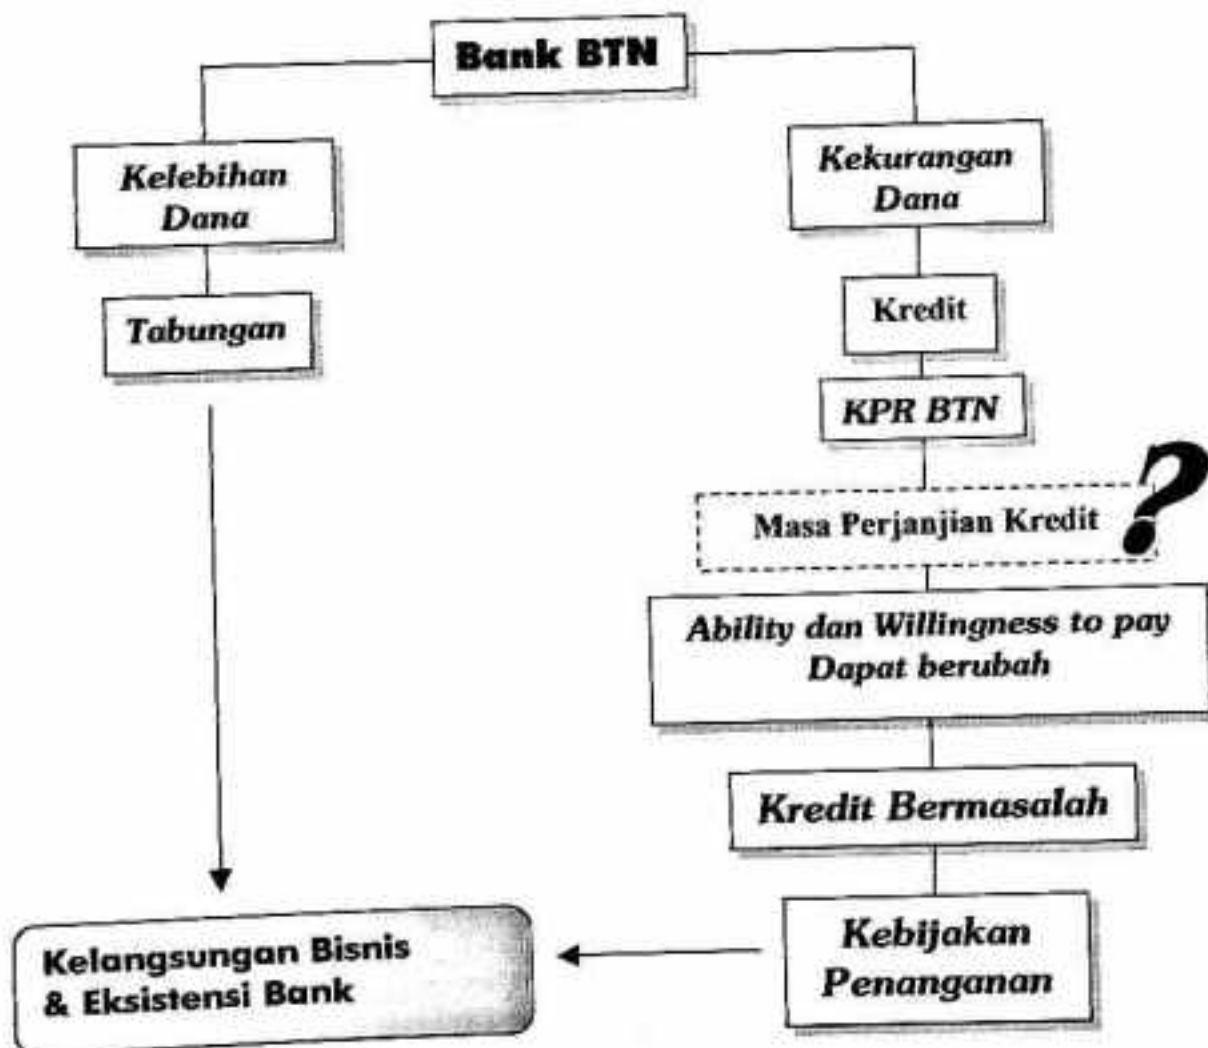 Bank BTN
Kelebihan
Dana
Tabungan
Kekurangan
Dana
Kredit
KPR BTN
Masa Perjanjian Kredit
?
Ability dan Willingness to pay
Dapat berubah
Kredit Bermasalah
Kebijakan
Penanganan
Kelangsungan Bisnis
& Eksistensi Bank